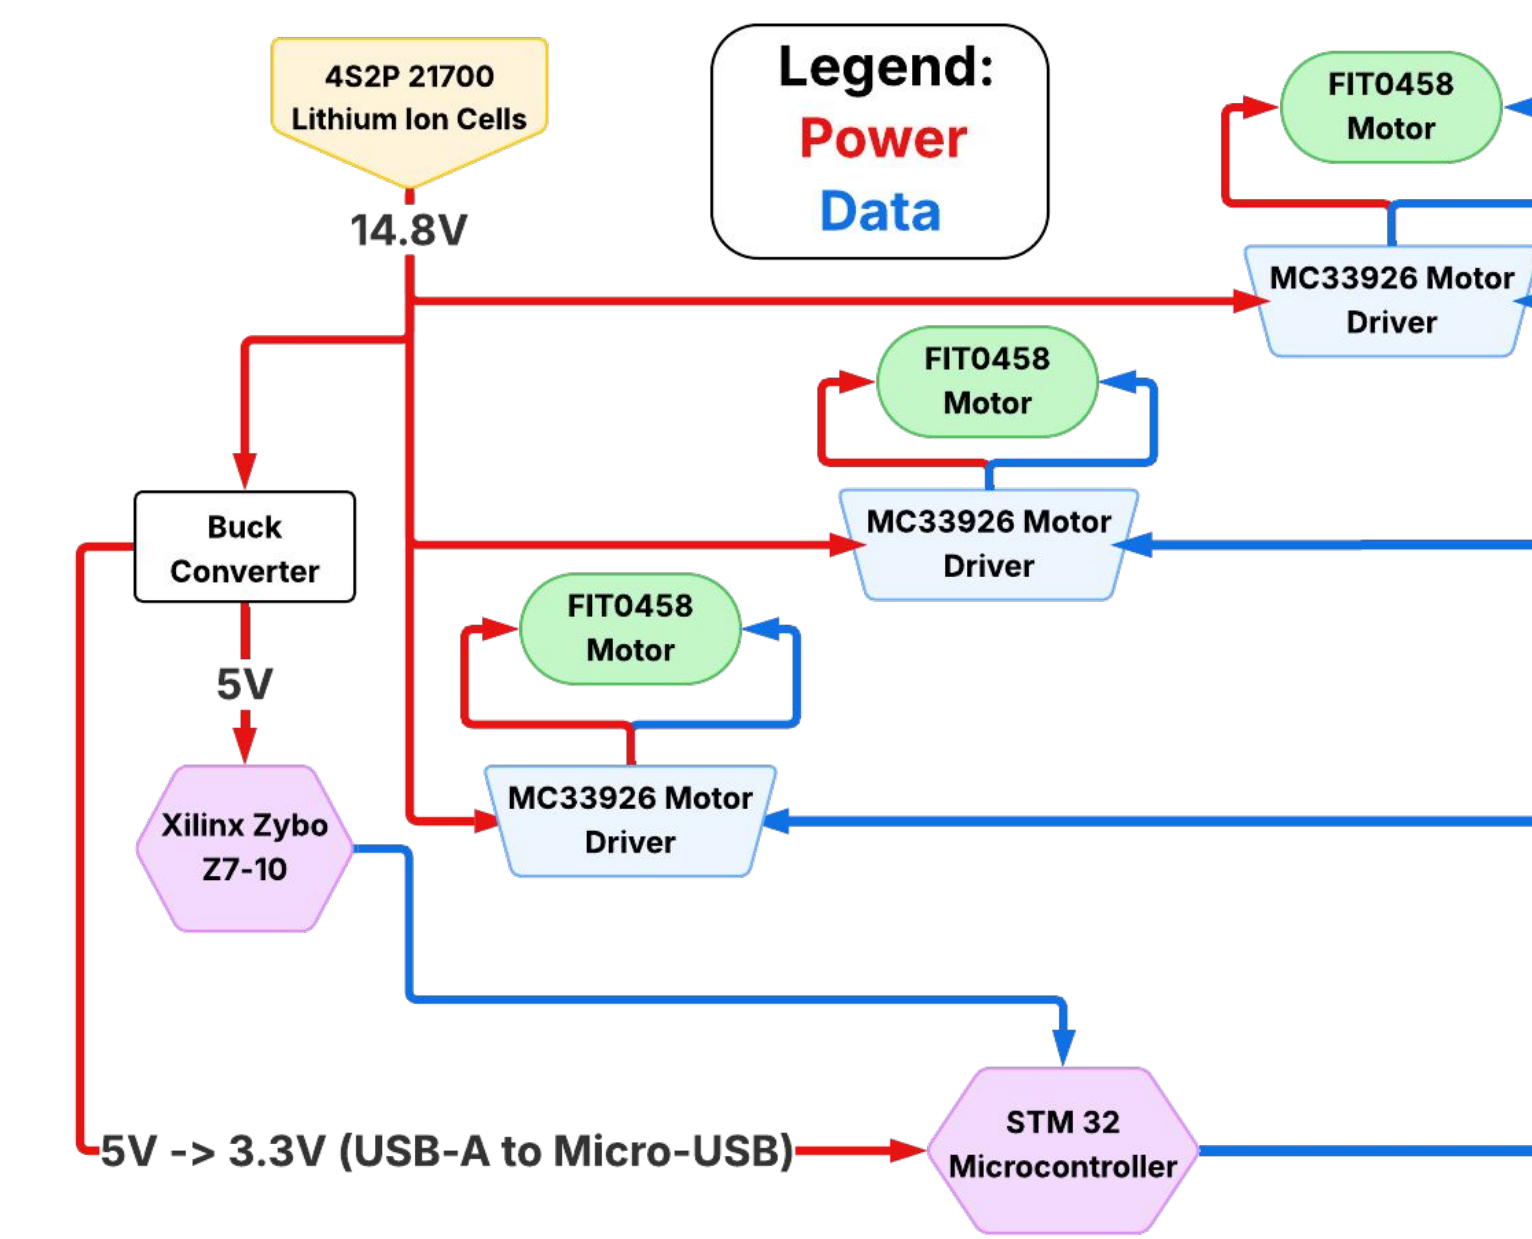 4S2P 21700
Lithium Ion Cells
14.8V
Legend:
Power
Data
FIT0458
Motor
MC33926 Motor
Driver
FIT0458
Motor
MC33926 Motor
Driver
Buck
Converter
5V
FIT0458
Motor
MC33926 Motor
Driver
Xilinx Zybo
Z7-10
5V -> 3.3V (USB-A to Micro-USB)
STM 32
Microcontroller